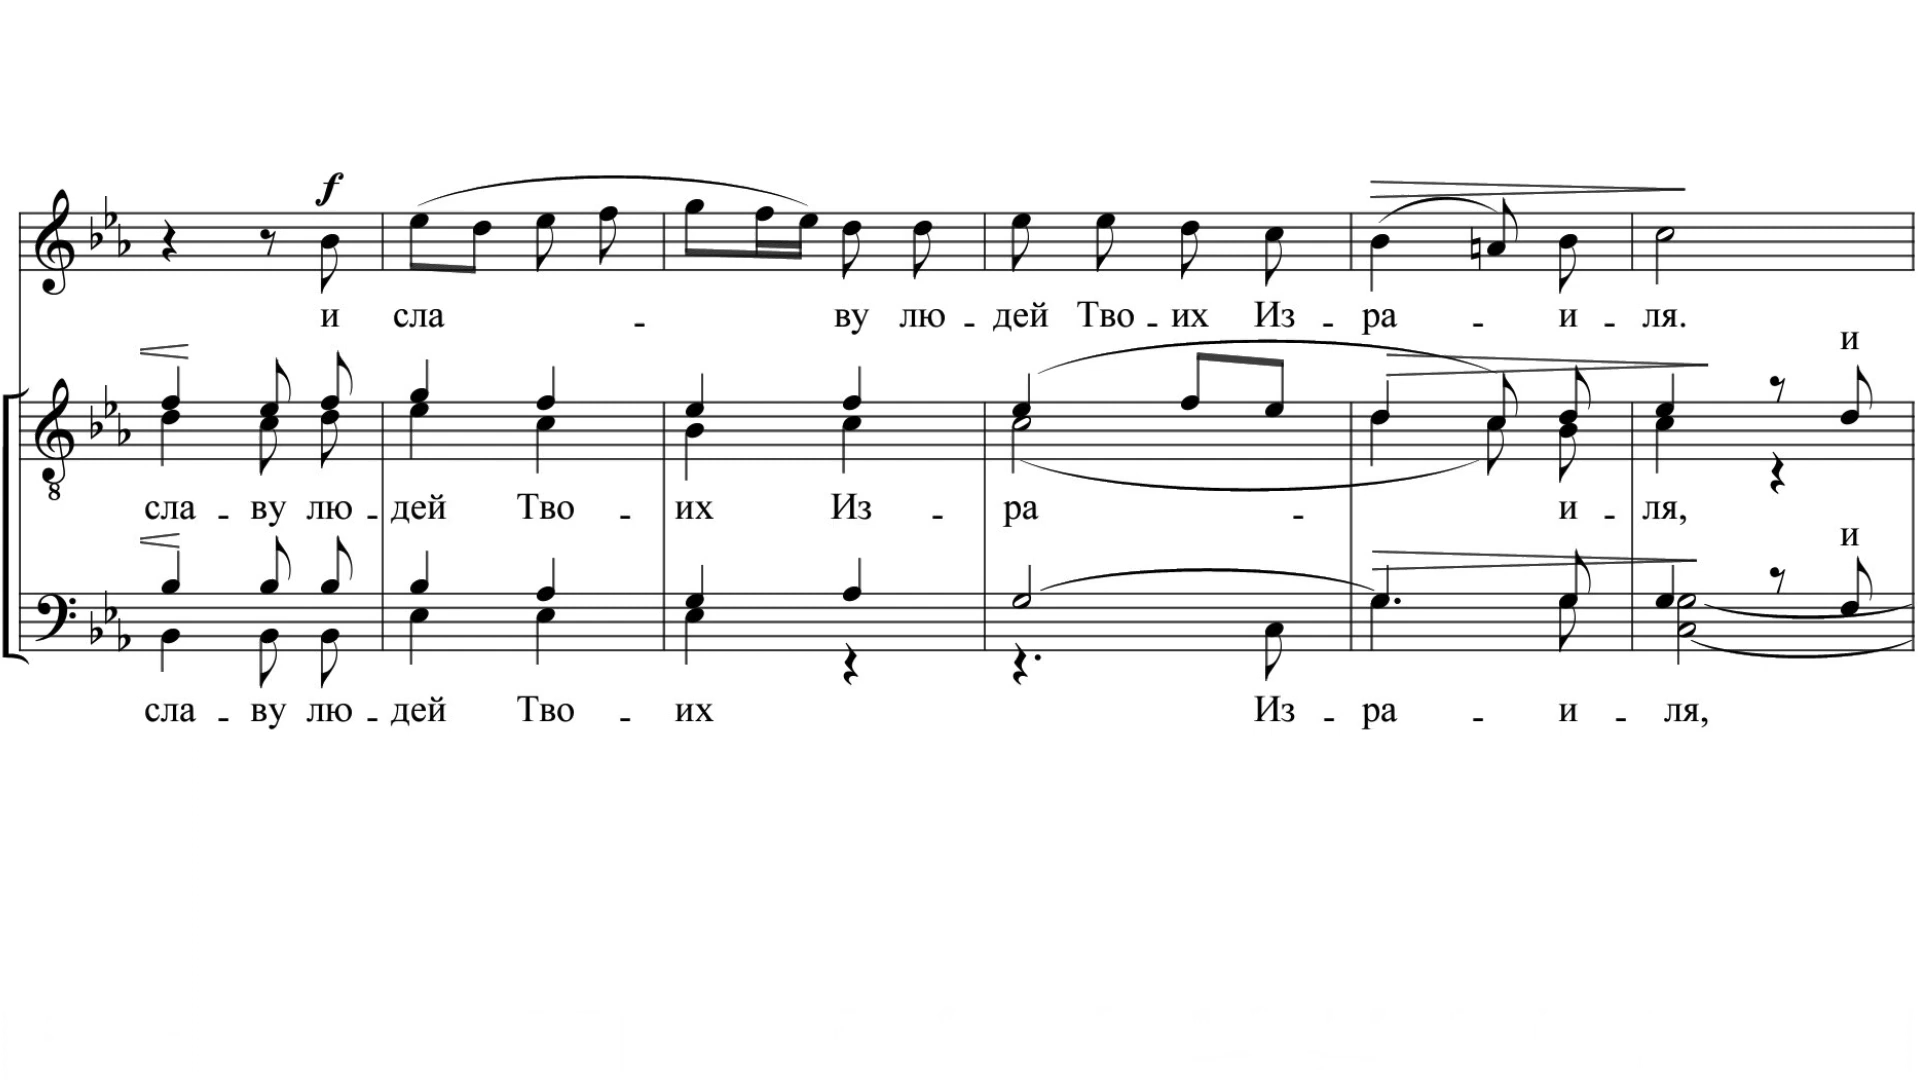 f
и сла - ву лю - дей Тво - их Из - ра - и - ля.
и
8
сла - ву лю - дей Тво - их Из - ра - и - ля,
и
сла - ву лю - дей Тво - их Из - ра - и - ля,